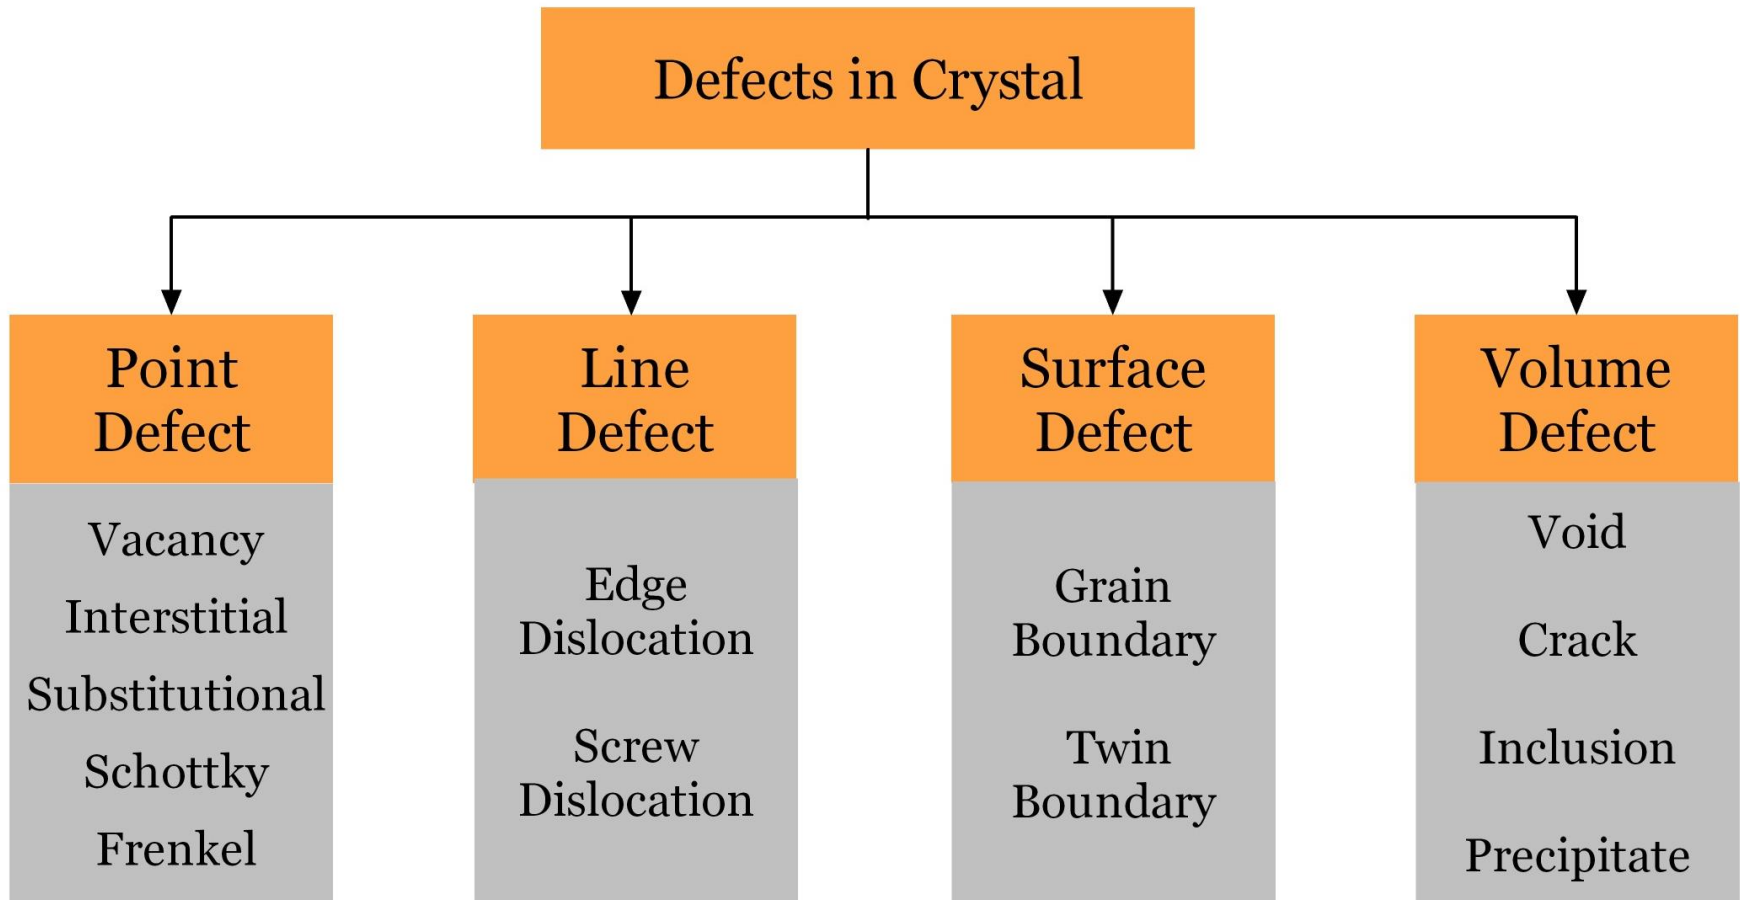 Defects in Crystal
Point
Defect
Vacancy
Interstitial
Substitutional
Schottky
Frenkel
Line
Defect
Edge
Dislocation
Screw
Dislocation
Surface
Defect
Grain
Boundary
Twin
Boundary
Volume
Defect
Void
Crack
Inclusion
Precipitate